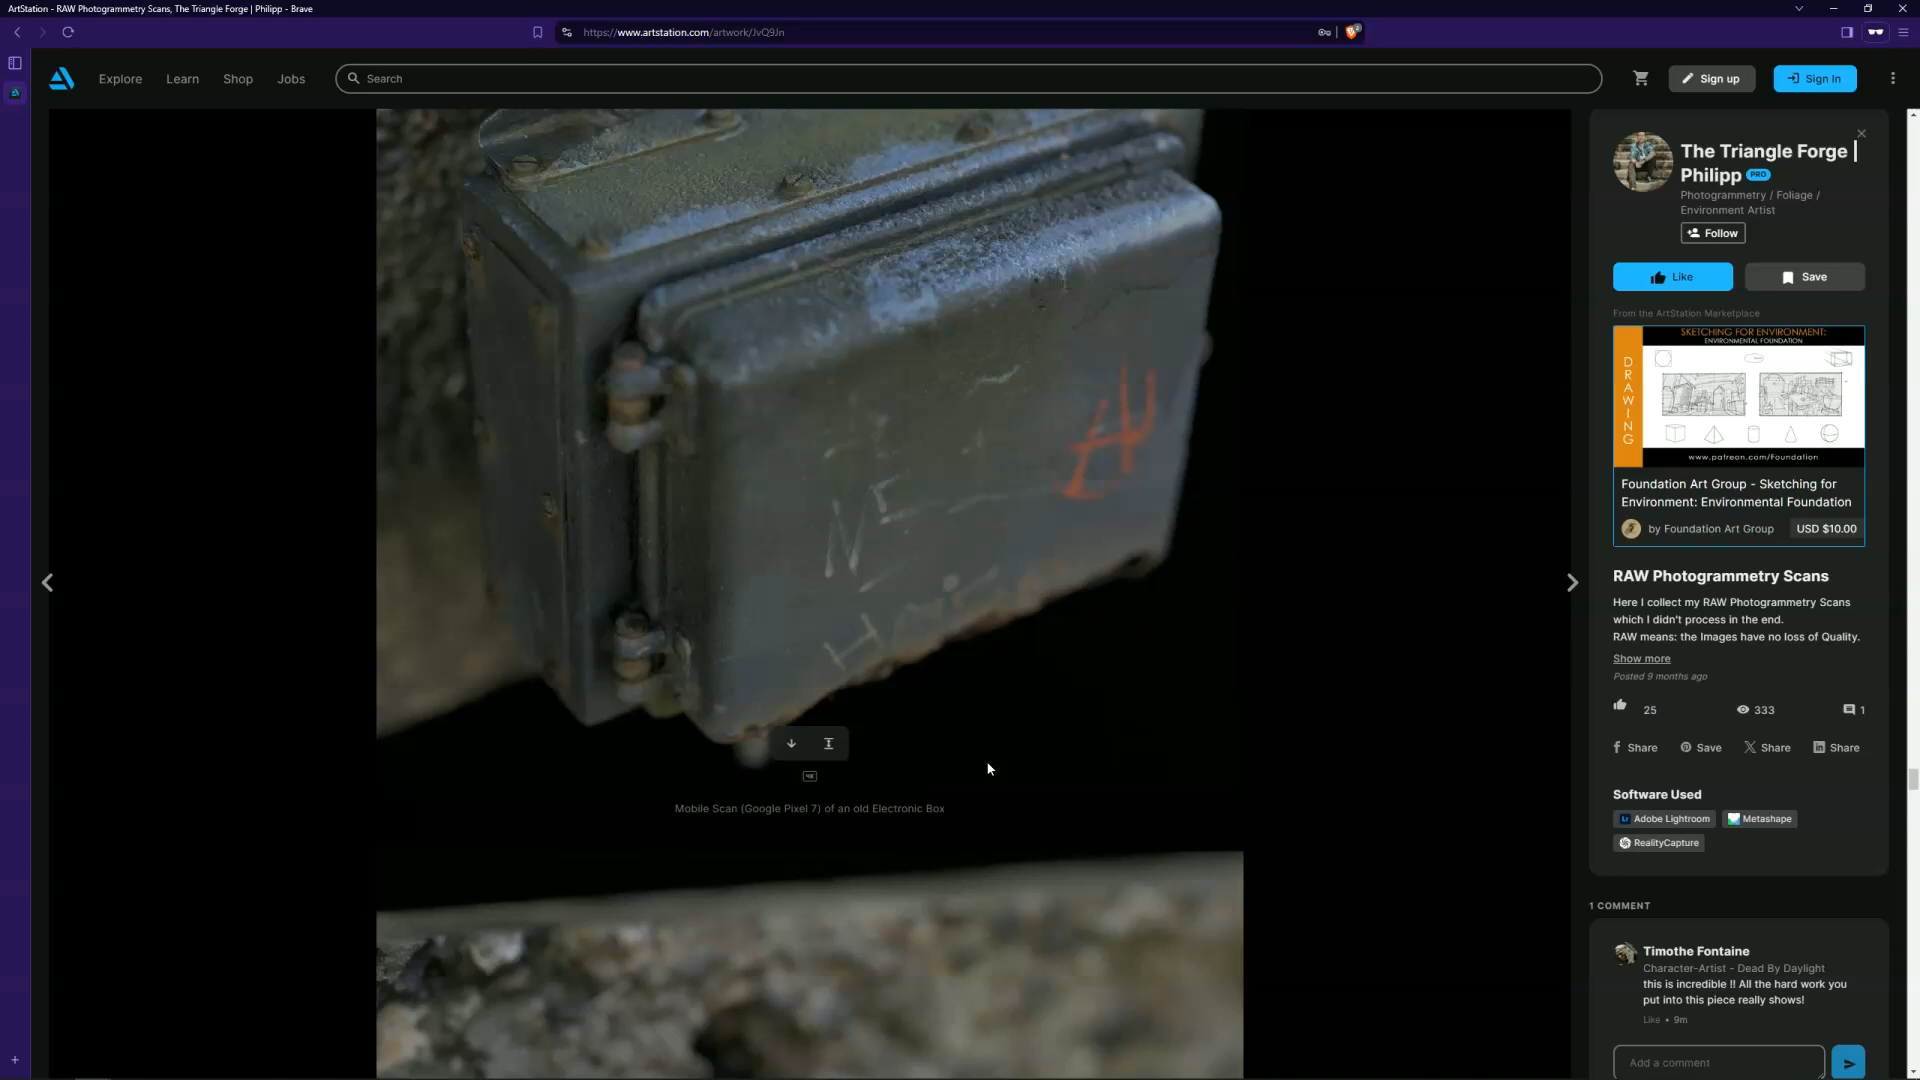 ArtStation - RAW Photogrammetry Scans, The Triangle Forge | Philipp - Brave
https://www.artstation.com/artwork/JvQ9Jn
Explore
Learn
Shop
Jobs
Search
Sign up
Sign In
The Triangle Forge |
Philipp PRO
Photogrammetry / Foliage /
Environment Artist
Follow
Like
Save
From the ArtStation Marketplace
SKETCHING FOR ENVIRONMENT:
ENVIRONMENTAL FOUNDATION
DRAWING
www.patreon.com/Foundation
Foundation Art Group - Sketching for
Environment: Environmental Foundation
by Foundation Art Group
USD $10.00
RAW Photogrammetry Scans
Here I collect my RAW Photogrammetry Scans
which I didn't process in the end.
RAW means: the Images have no loss of Quality.
Show more
Posted 9 months ago
25
333
1
Share
Save
Share
Share
Software Used
Adobe Lightroom
Metashape
RealityCapture
Mobile Scan (Google Pixel 7) of an old Electronic Box
1 COMMENT
Timothe Fontaine
Character-Artist - Dead By Daylight
this is incredible !! All the hard work you
put into this piece really shows!
Like • 9m
Add a comment